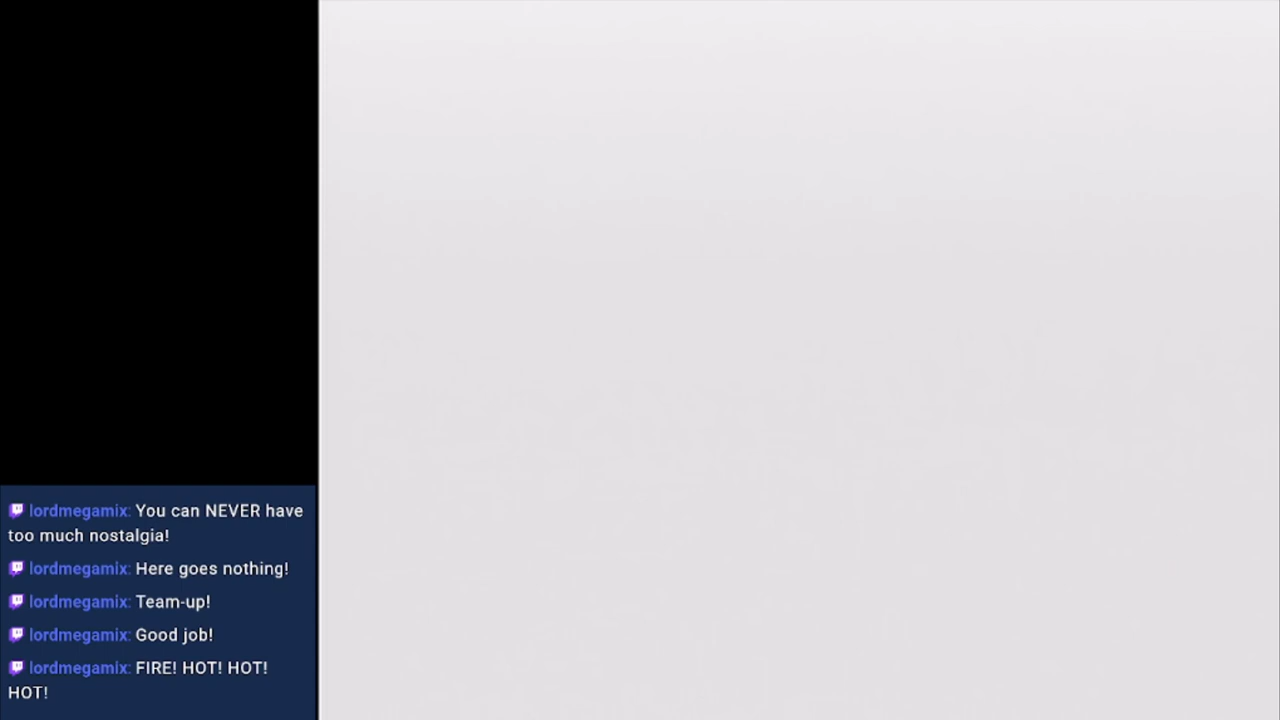 lordmegamix: You can NEVER have
too much nostalgia!
lordmegamix: Here goes nothing!
lordmegamix: Team-up!
lordmegamix: Good job!
lordmegamix: FIRE! HOT! HOT!
HOT!